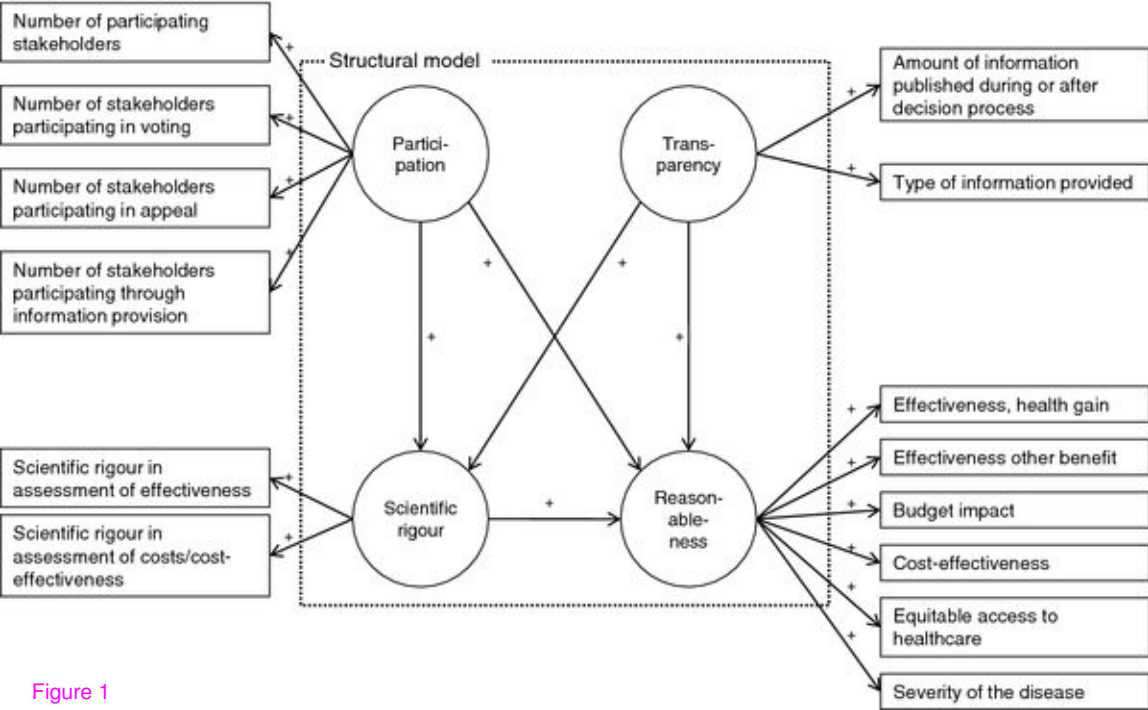 Number of participating
stakeholders
Number of stakeholders
participating in voting
Number of stakeholders
participating in appeal
Number of stakeholders
participating through
information provision
Scientific rigour in
assessment of effectiveness
Scientific rigour in
assessment of costs/cost-
effectiveness
+
+
+
+
+
+
Structural model
Partici-
pation
Trans-
parency
+
+
+
+
Scientific
rigour
+
Reason-
able-
ness
+
+
+
+
+
+
+
+
Amount of information
published during or after
decision process
Type of information provided
Effectiveness, health gain
Effectiveness other benefit
Budget impact
Cost-effectiveness
Equitable access to
healthcare
Severity of the disease
Figure 1